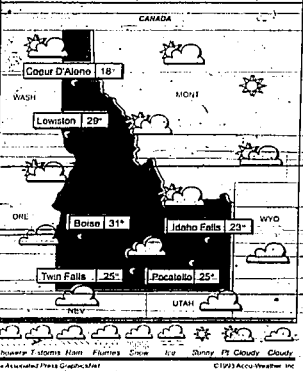 CANADA
Coeur D'Alene 18°
WASH
MONT
Lewiston 29°
ORE
Boise 31°
Idaho Falls 23°
WYO
Twin Falls 25°
Pocatello 25°
NEV
UTAH
Showers T-storms Rain Flurries Snow Ice Sunny Pt Cloudy Cloudy
Associated Press GraphicsNet
©1993 Accu-Weather, Inc